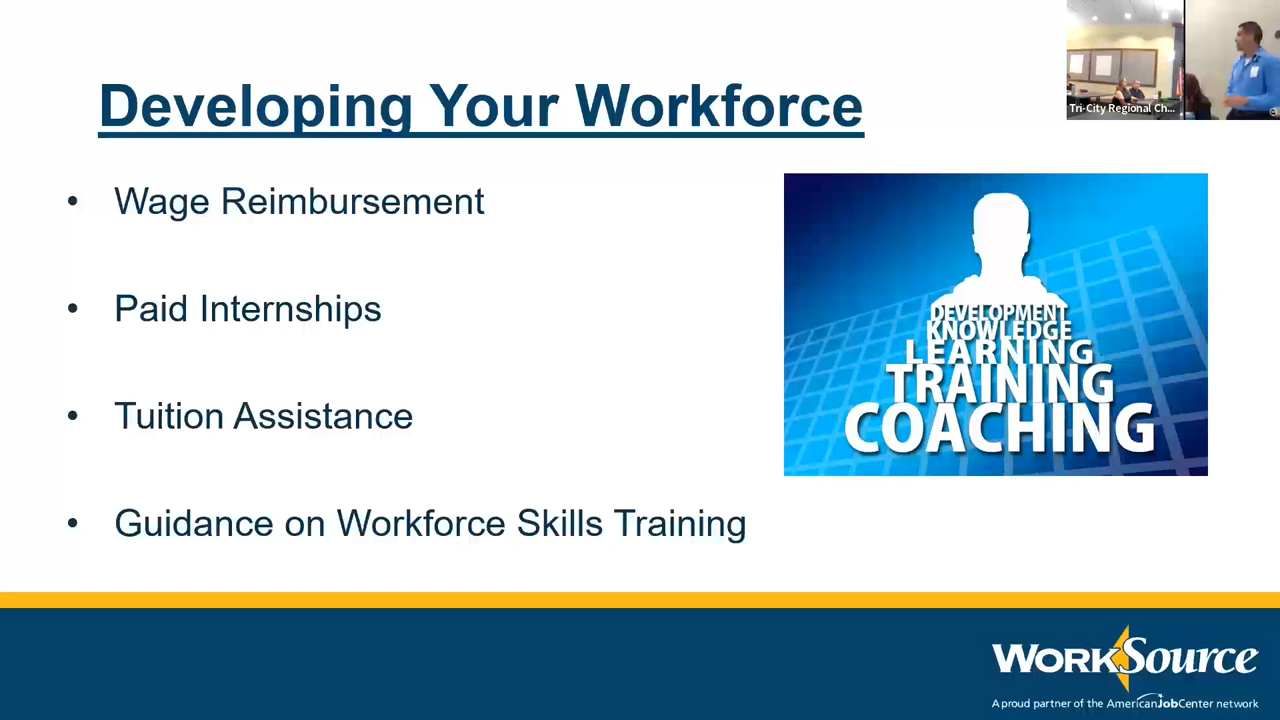 Developing Your Workforce
Tri-City Regional Ch...
• Wage Reimbursement
• Paid Internships
• Tuition Assistance
• Guidance on Workforce Skills Training
DEVELOPMENT
KNOWLEDGE
LEARNING
TRAINING
COACHING
WorkSource
A proud partner of the AmericanJobCenter network